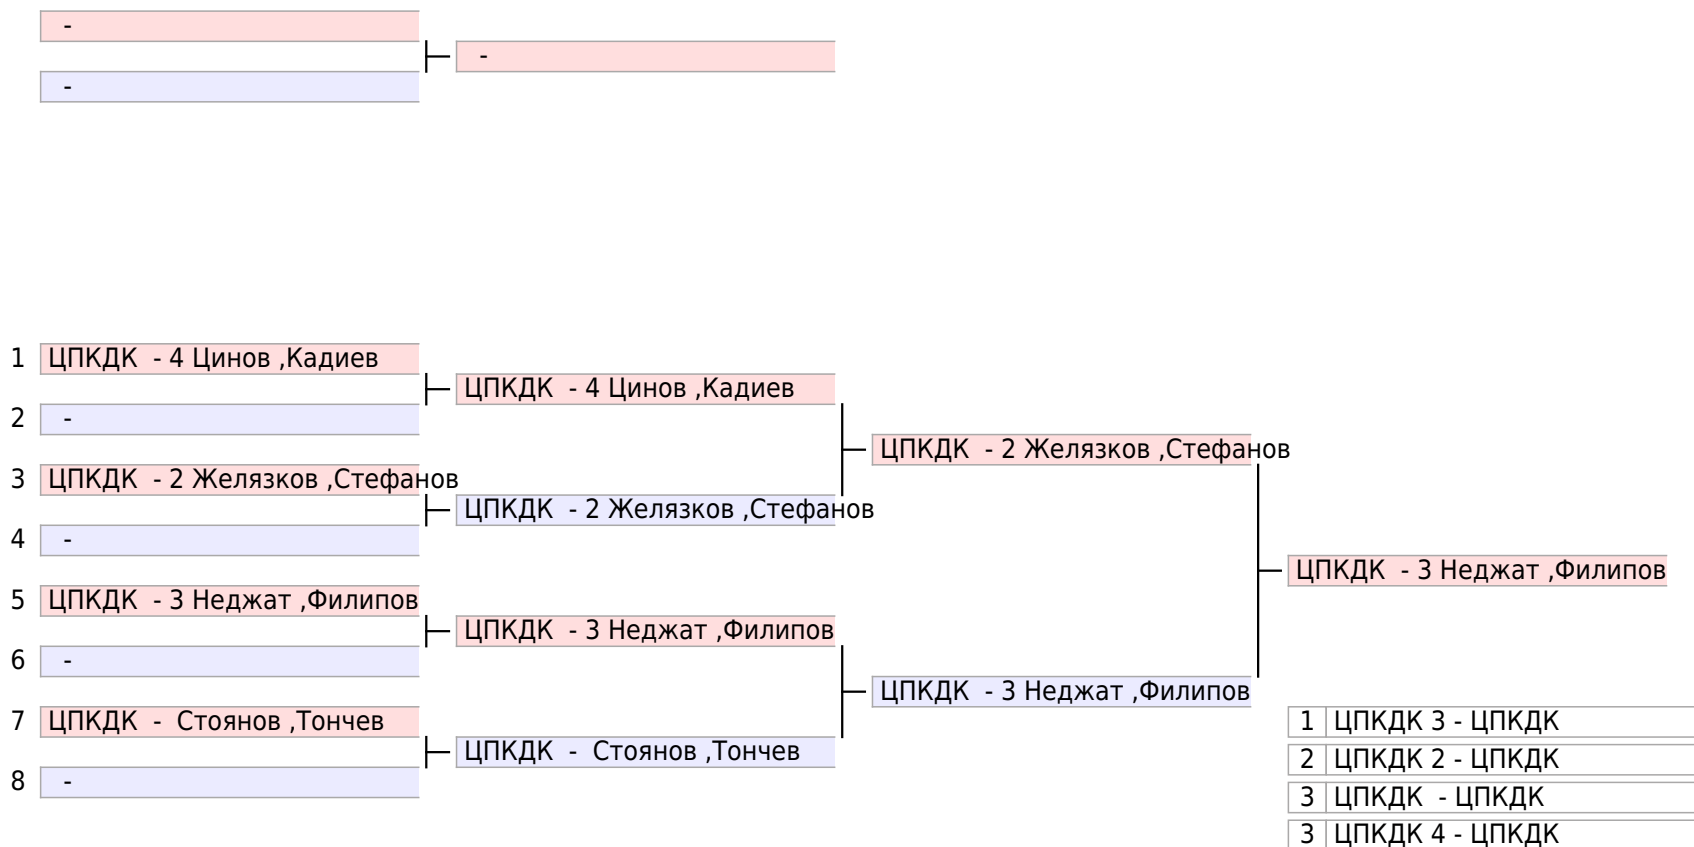 -
-
-
1 ЦПКДК - 4 Цинов ,Кадиев
ЦПКДК - 4 Цинов ,Кадиев
2 -
ЦПКДК - 2 Желязков ,Стефанов
3 ЦПКДК - 2 Желязков ,Стефанов
ЦПКДК - 2 Желязков ,Стефанов
4 -
ЦПКДК - 3 Неджат ,Филипов
5 ЦПКДК - 3 Неджат ,Филипов
ЦПКДК - 3 Неджат ,Филипов
6 -
ЦПКДК - 3 Неджат ,Филипов
7 ЦПКДК - Стоянов ,Тончев
ЦПКДК - Стоянов ,Тончев
8 -
1 ЦПКДК 3 - ЦПКДК
2 ЦПКДК 2 - ЦПКДК
3 ЦПКДК - ЦПКДК
3 ЦПКДК 4 - ЦПКДК